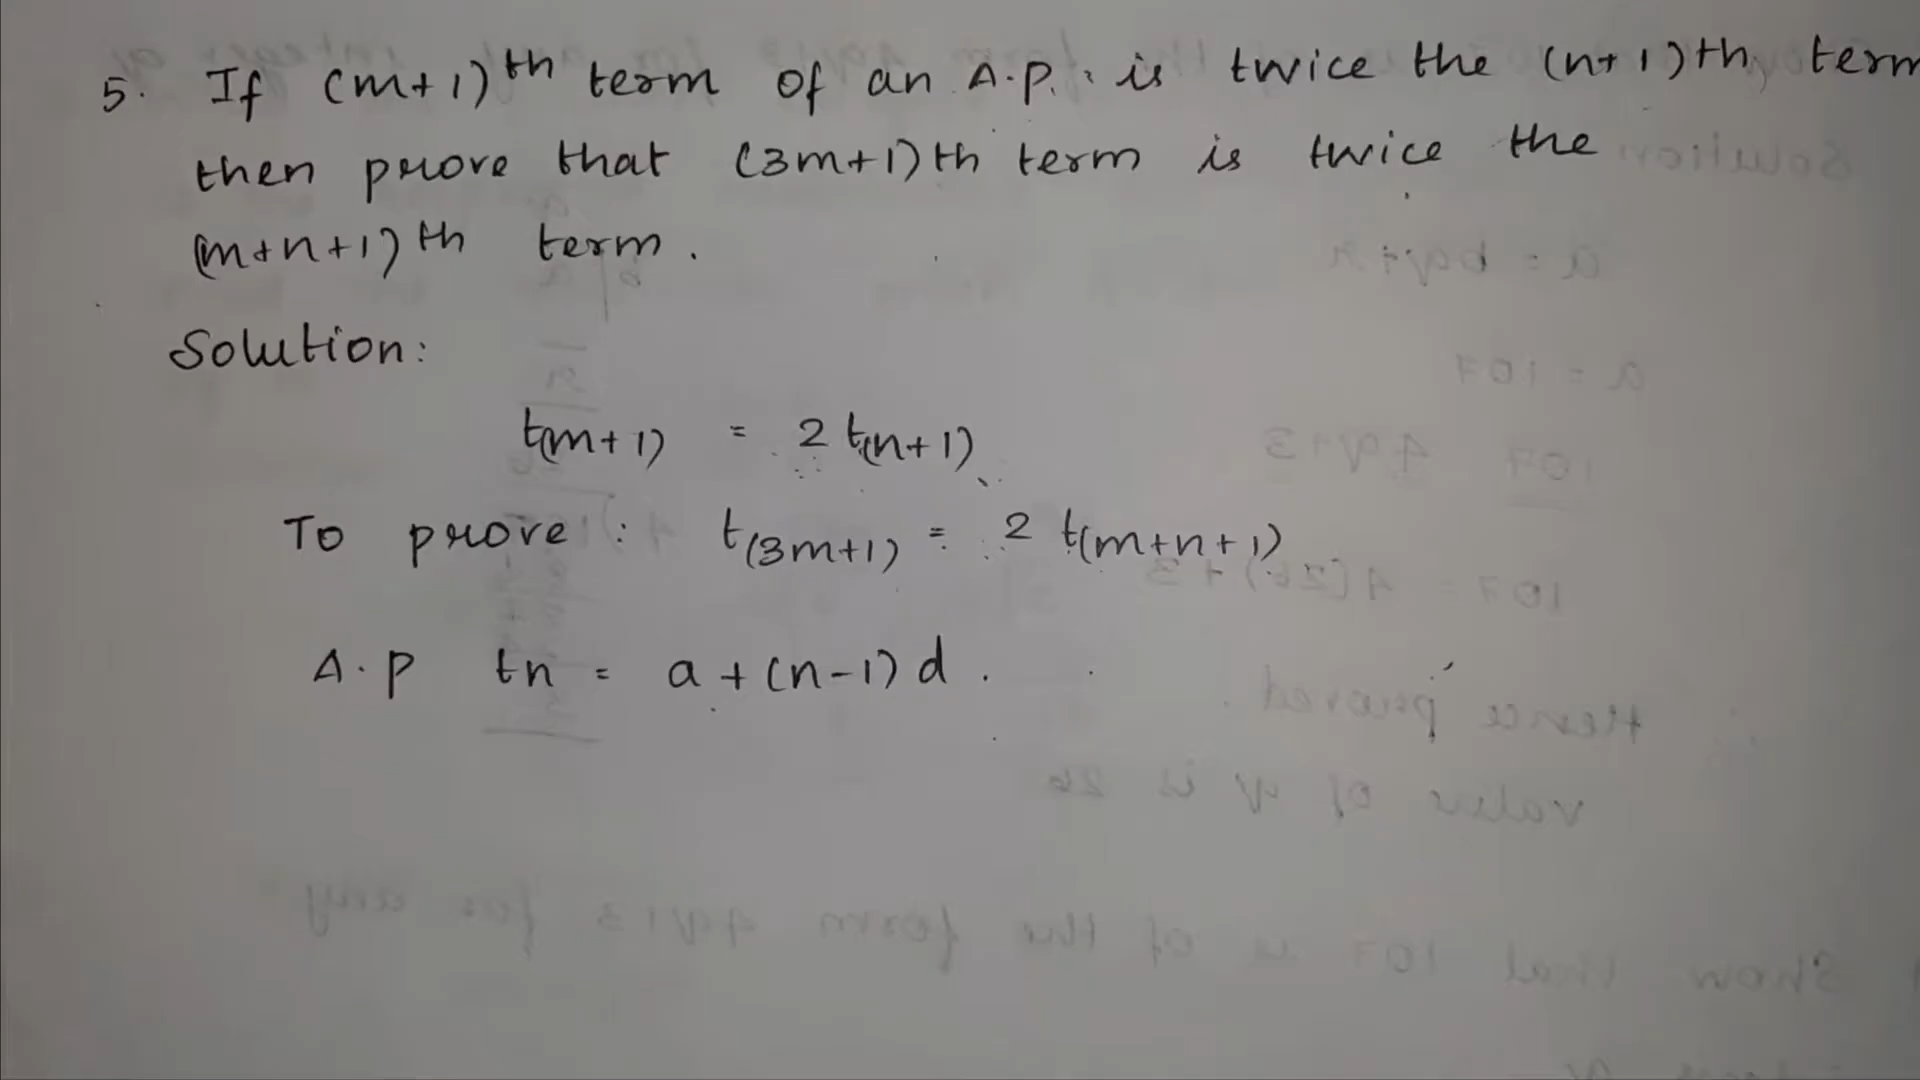 5. If (m+1)th term of an A.P. is twice the (n+1)th term
then prove that (3m+1)th term is twice the
(m+n+1)th term.
Solution:
t(m+1) = 2 t(n+1)
To prove : t(3m+1) = 2 t(m+n+1)
A.P tn = a + (n-1) d.